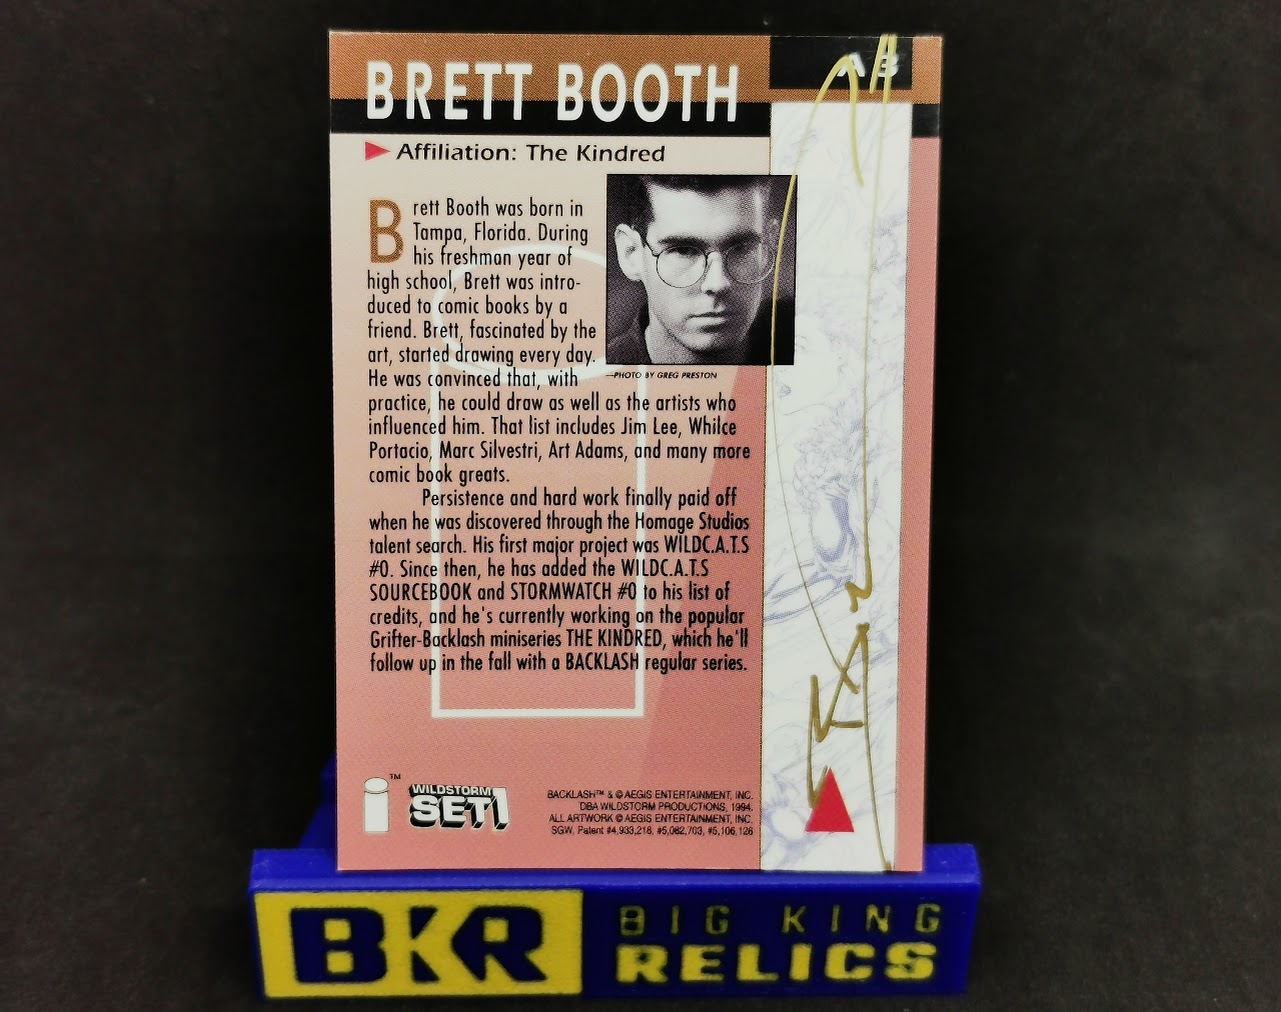 A3
BRETT BOOTH
Affiliation: The Kindred
Brett Booth was born in
Tampa, Florida. During
his freshman year of
high school, Brett was intro-
duced to comic books by a
friend. Brett, fascinated by the
art, started drawing every day.
He was convinced that, with
—PHOTO BY GREG PRESTON
practice, he could draw as well as the artists who
influenced him. That list includes Jim Lee, Whilce
Portacio, Marc Silvestri, Art Adams, and many more
comic book greats.
Persistence and hard work finally paid off
when he was discovered through the Homage Studios
talent search. His first major project was WILDC.A.T.S
#0. Since then, he has added the WILDC.A.T.S
SOURCEBOOK and STORMWATCH #0 to his list of
credits, and he's currently working on the popular
Grifter-Backlash miniseries THE KINDRED, which he'll
follow up in the fall with a BACKLASH regular series.
i™
WILDSTORM
SET 1
BACKLASH™ & © AEGIS ENTERTAINMENT, INC.
DBA WILDSTORM PRODUCTIONS, 1994.
ALL ARTWORK © AEGIS ENTERTAINMENT, INC.
SGW, Patent #4,933,218, #5,082,703, #5,106,126
BKR
BIG KING
RELICS